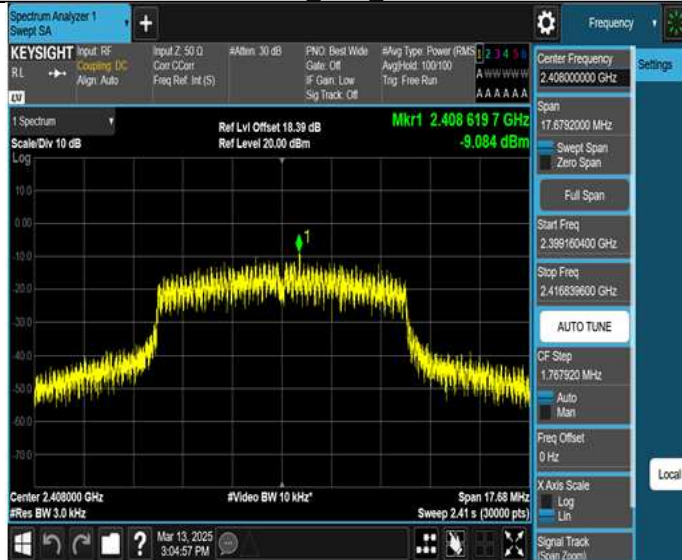 Spectrum Analyzer 1
Swept SA
+
Frequency
KEYSIGHT
RL
Input: RF
Coupling: DC
Align: Auto
Input Z: 50 Ω
Corr CCorr
Freq Ref: Int (S)
#Atten: 30 dB
PNO: Best Wide
Gate: Off
IF Gain: Low
Sig Track: Off
#Avg Type: Power (RMS
Avg|Hold: 100/100
Trig: Free Run
1 2 3 4 5 6
A W W W W W
A A A A A A
LV
1 Spectrum
Scale/Div 10 dB
Log
Ref Lvl Offset 18.39 dB
Ref Level 20.00 dBm
Mkr1 2.408 619 7 GHz
-9.084 dBm
10.0
0.00
-10.0
-20.0
-30.0
-40.0
-50.0
-60.0
-70.0
1
Center 2.408000 GHz
#Res BW 3.0 kHz
#Video BW 10 kHz*
Span 17.68 MHz
Sweep 2.41 s (30000 pts)
Mar 13, 2025
3:04:57 PM
Center Frequency
2.408000000 GHz
Span
17.6792000 MHz
Swept Span
Zero Span
Full Span
Start Freq
2.399160400 GHz
Stop Freq
2.416839600 GHz
AUTO TUNE
CF Step
1.767920 MHz
Auto
Man
Freq Offset
0 Hz
X Axis Scale
Log
Lin
Signal Track
(Span Zoom)
Settings
Local